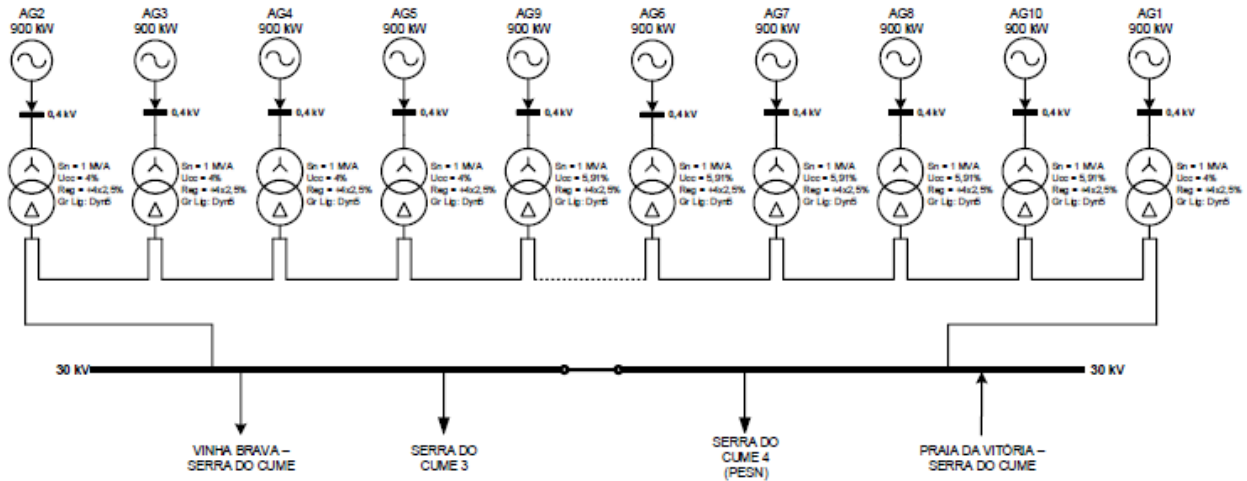 AG2
900 kW
AG3
900 kW
AG4
900 kW
AG5
900 kW
AG9
900 kW
AG6
900 kW
AG7
900 kW
AG8
900 kW
AG10
900 kW
AG1
900 kW
0,4 kV
0,4 kV
0,4 kV
0,4 kV
0,4 kV
0,4 kV
0,4 kV
0,4 kV
0,4 kV
0,4 kV
Sn = 1 MVA
Ucc = 4%
Reg = +4x2,5%
Gr Lig: Dyn5
Sn = 1 MVA
Ucc = 4%
Reg = +4x2,5%
Gr Lig: Dyn5
Sn = 1 MVA
Ucc = 4%
Reg = +4x2,5%
Gr Lig: Dyn5
Sn = 1 MVA
Ucc = 4%
Reg = +4x2,5%
Gr Lig: Dyn5
Sn = 1 MVA
Ucc = 5,91%
Reg = +4x2,5%
Gr Lig: Dyn5
Sn = 1 MVA
Ucc = 5,91%
Reg = +4x2,5%
Gr Lig: Dyn5
Sn = 1 MVA
Ucc = 5,91%
Reg = +4x2,5%
Gr Lig: Dyn5
Sn = 1 MVA
Ucc = 5,91%
Reg = +4x2,5%
Gr Lig: Dyn5
Sn = 1 MVA
Ucc = 5,91%
Reg = +4x2,5%
Gr Lig: Dyn5
Sn = 1 MVA
Ucc = 4%
Reg = +4x2,5%
Gr Lig: Dyn5
30 kV
30 kV
VINHA BRAVA –
SERRA DO CUME
SERRA DO
CUME 3
SERRA DO
CUME 4
(PESN)
PRAIA DA VITÓRIA –
SERRA DO CUME